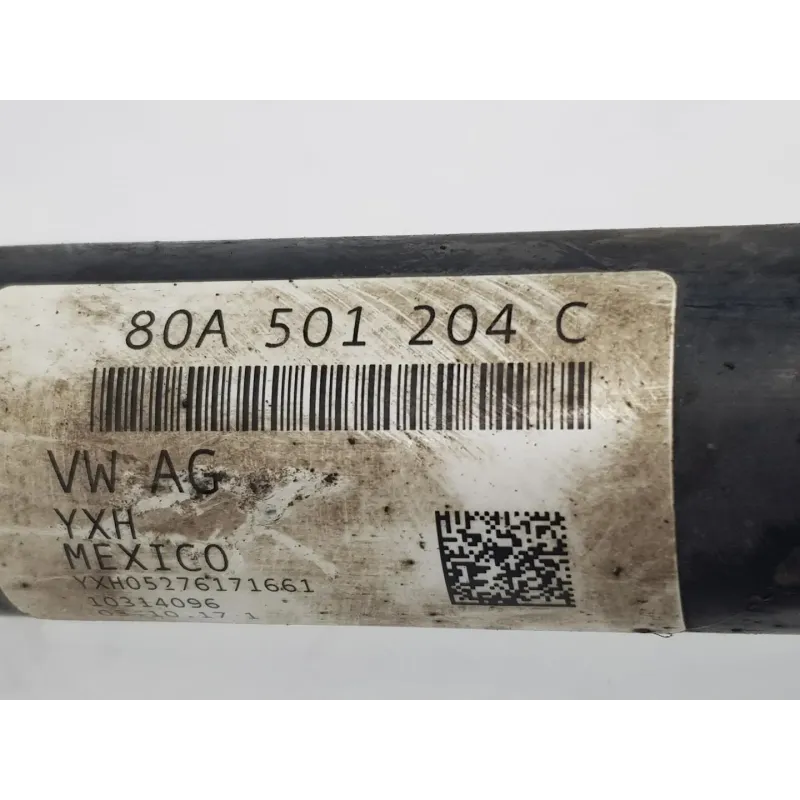 80A 501 204 C
VW AG
YXH
MEXICO
YXH05276171661
10314096